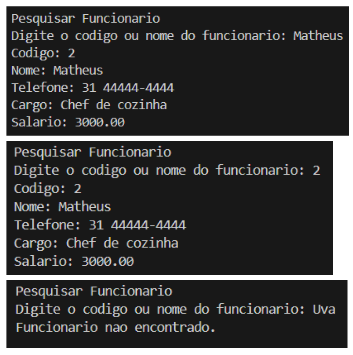 Pesquisar Funcionario
Digite o codigo ou nome do funcionario: Matheus
Codigo: 2
Nome: Matheus
Telefone: 31 44444-4444
Cargo: Chef de cozinha
Salario: 3000.00
Pesquisar Funcionario
Digite o codigo ou nome do funcionario: 2
Codigo: 2
Nome: Matheus
Telefone: 31 44444-4444
Cargo: Chef de cozinha
Salario: 3000.00
Pesquisar Funcionario
Digite o codigo ou nome do funcionario: Uva
Funcionario nao encontrado.